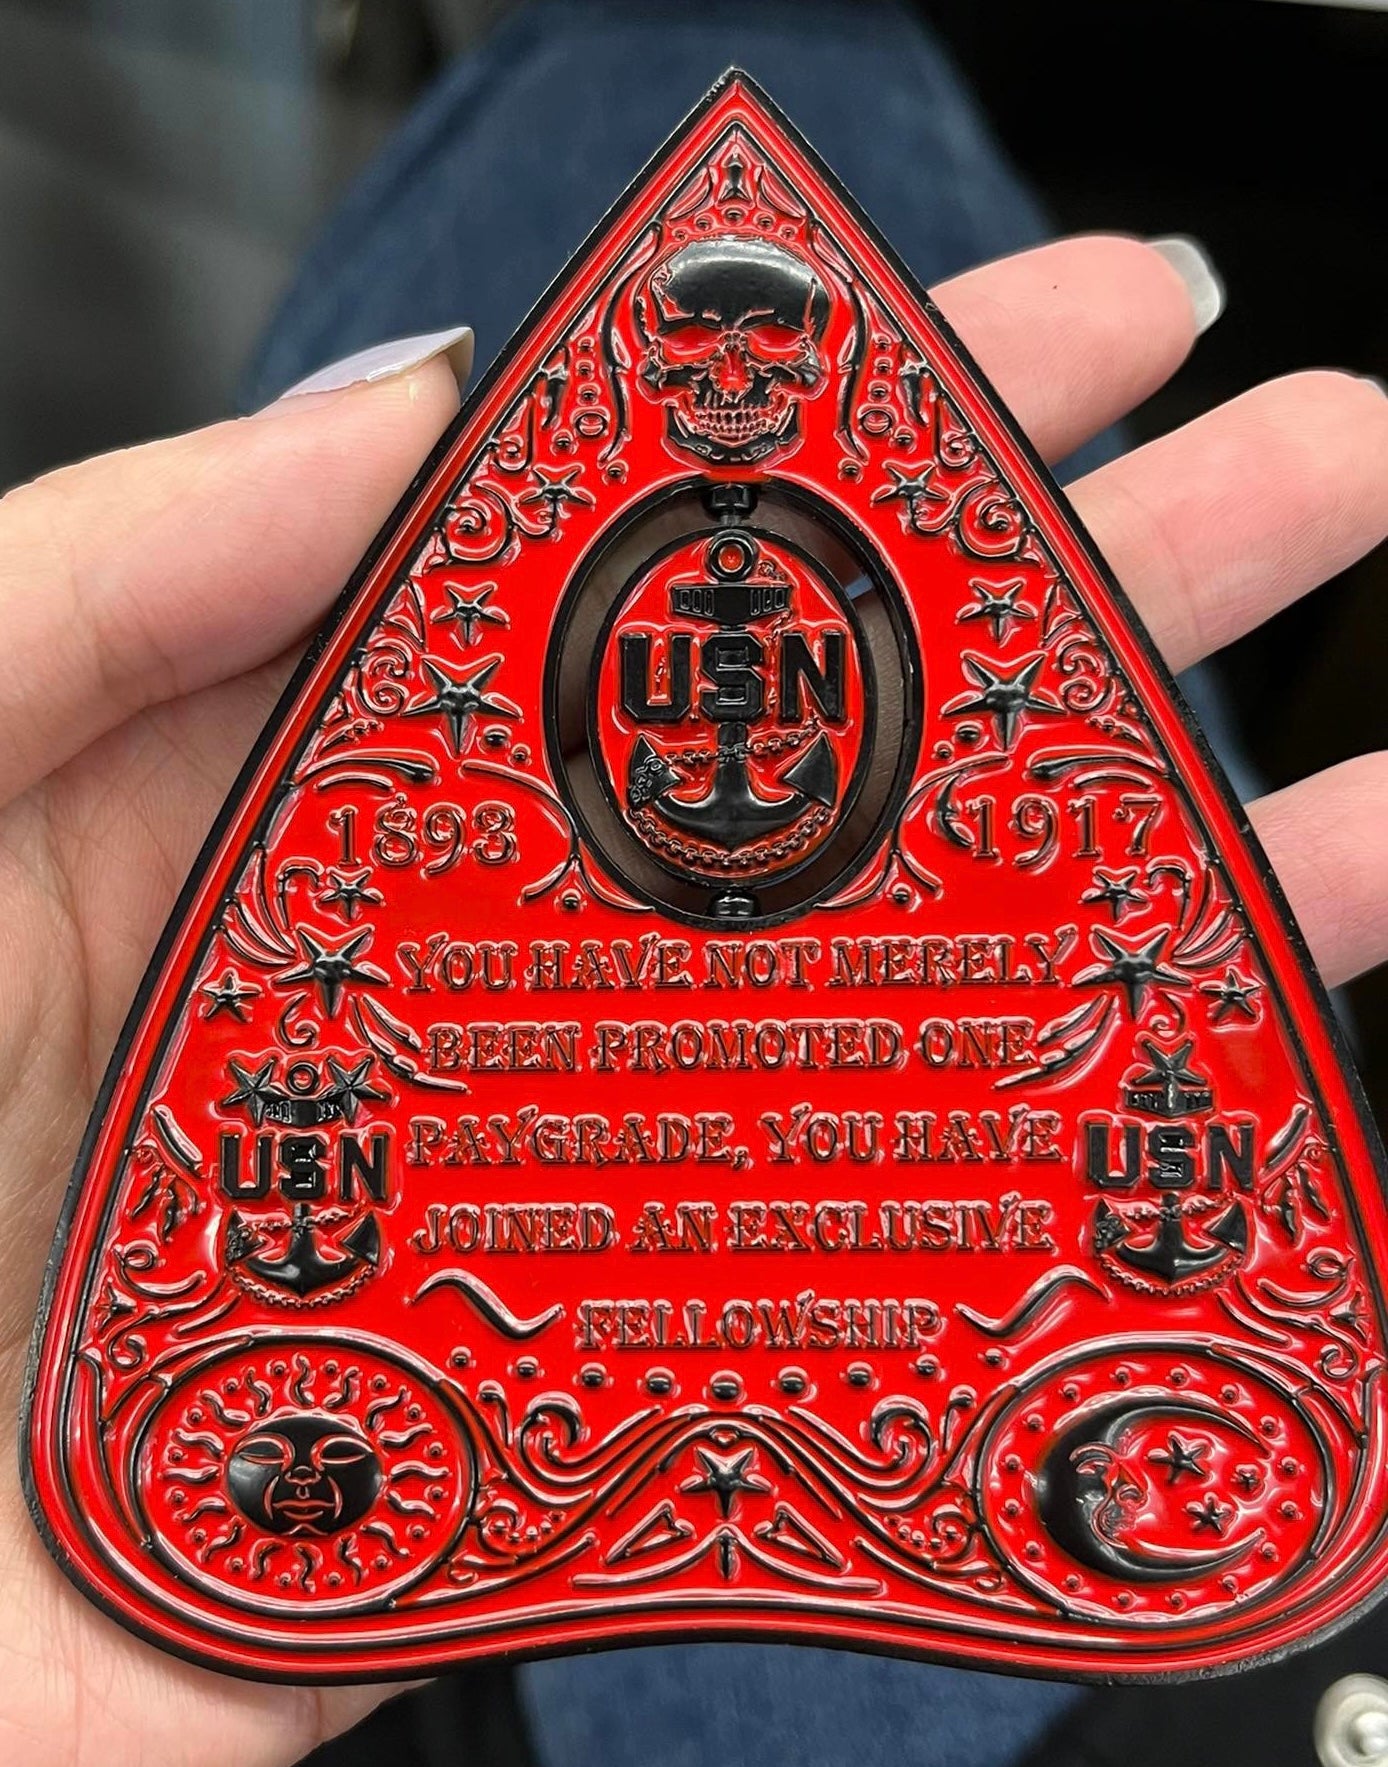 USN
1893 1917
YOU HAVE NOT MERELY
BEEN PROMOTED ONE
PAYGRADE, YOU HAVE
JOINED AN EXCLUSIVE
FELLOWSHIP
USN USN